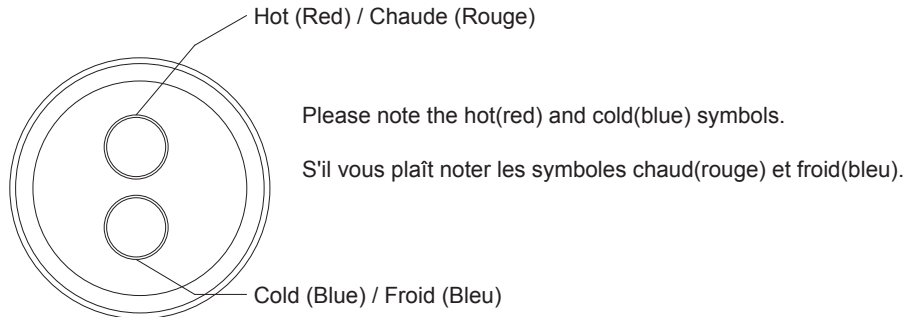 Hot (Red) / Chaude (Rouge)
Please note the hot(red) and cold(blue) symbols.
S'il vous plaît noter les symboles chaud(rouge) et froid(bleu).
Cold (Blue) / Froid (Bleu)